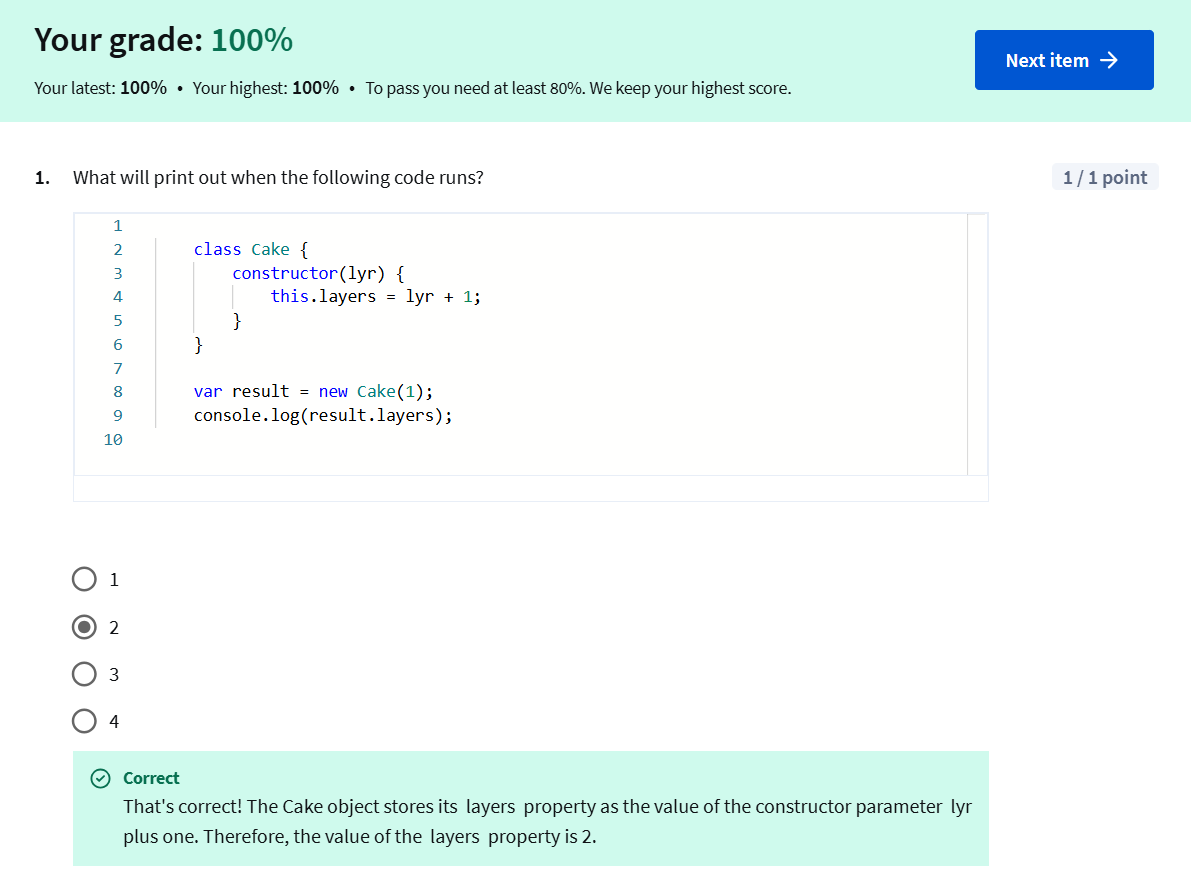 Your grade: 100%
Next item →
Your latest: 100% • Your highest: 100% • To pass you need at least 80%. We keep your highest score.
1. What will print out when the following code runs?
1 / 1 point
1
2 class Cake {
3 constructor(lyr) {
4 this.layers = lyr + 1;
5 }
6 }
7
8 var result = new Cake(1);
9 console.log(result.layers);
10
1
2
3
4
Correct
That's correct! The Cake object stores its layers property as the value of the constructor parameter lyr
plus one. Therefore, the value of the layers property is 2.